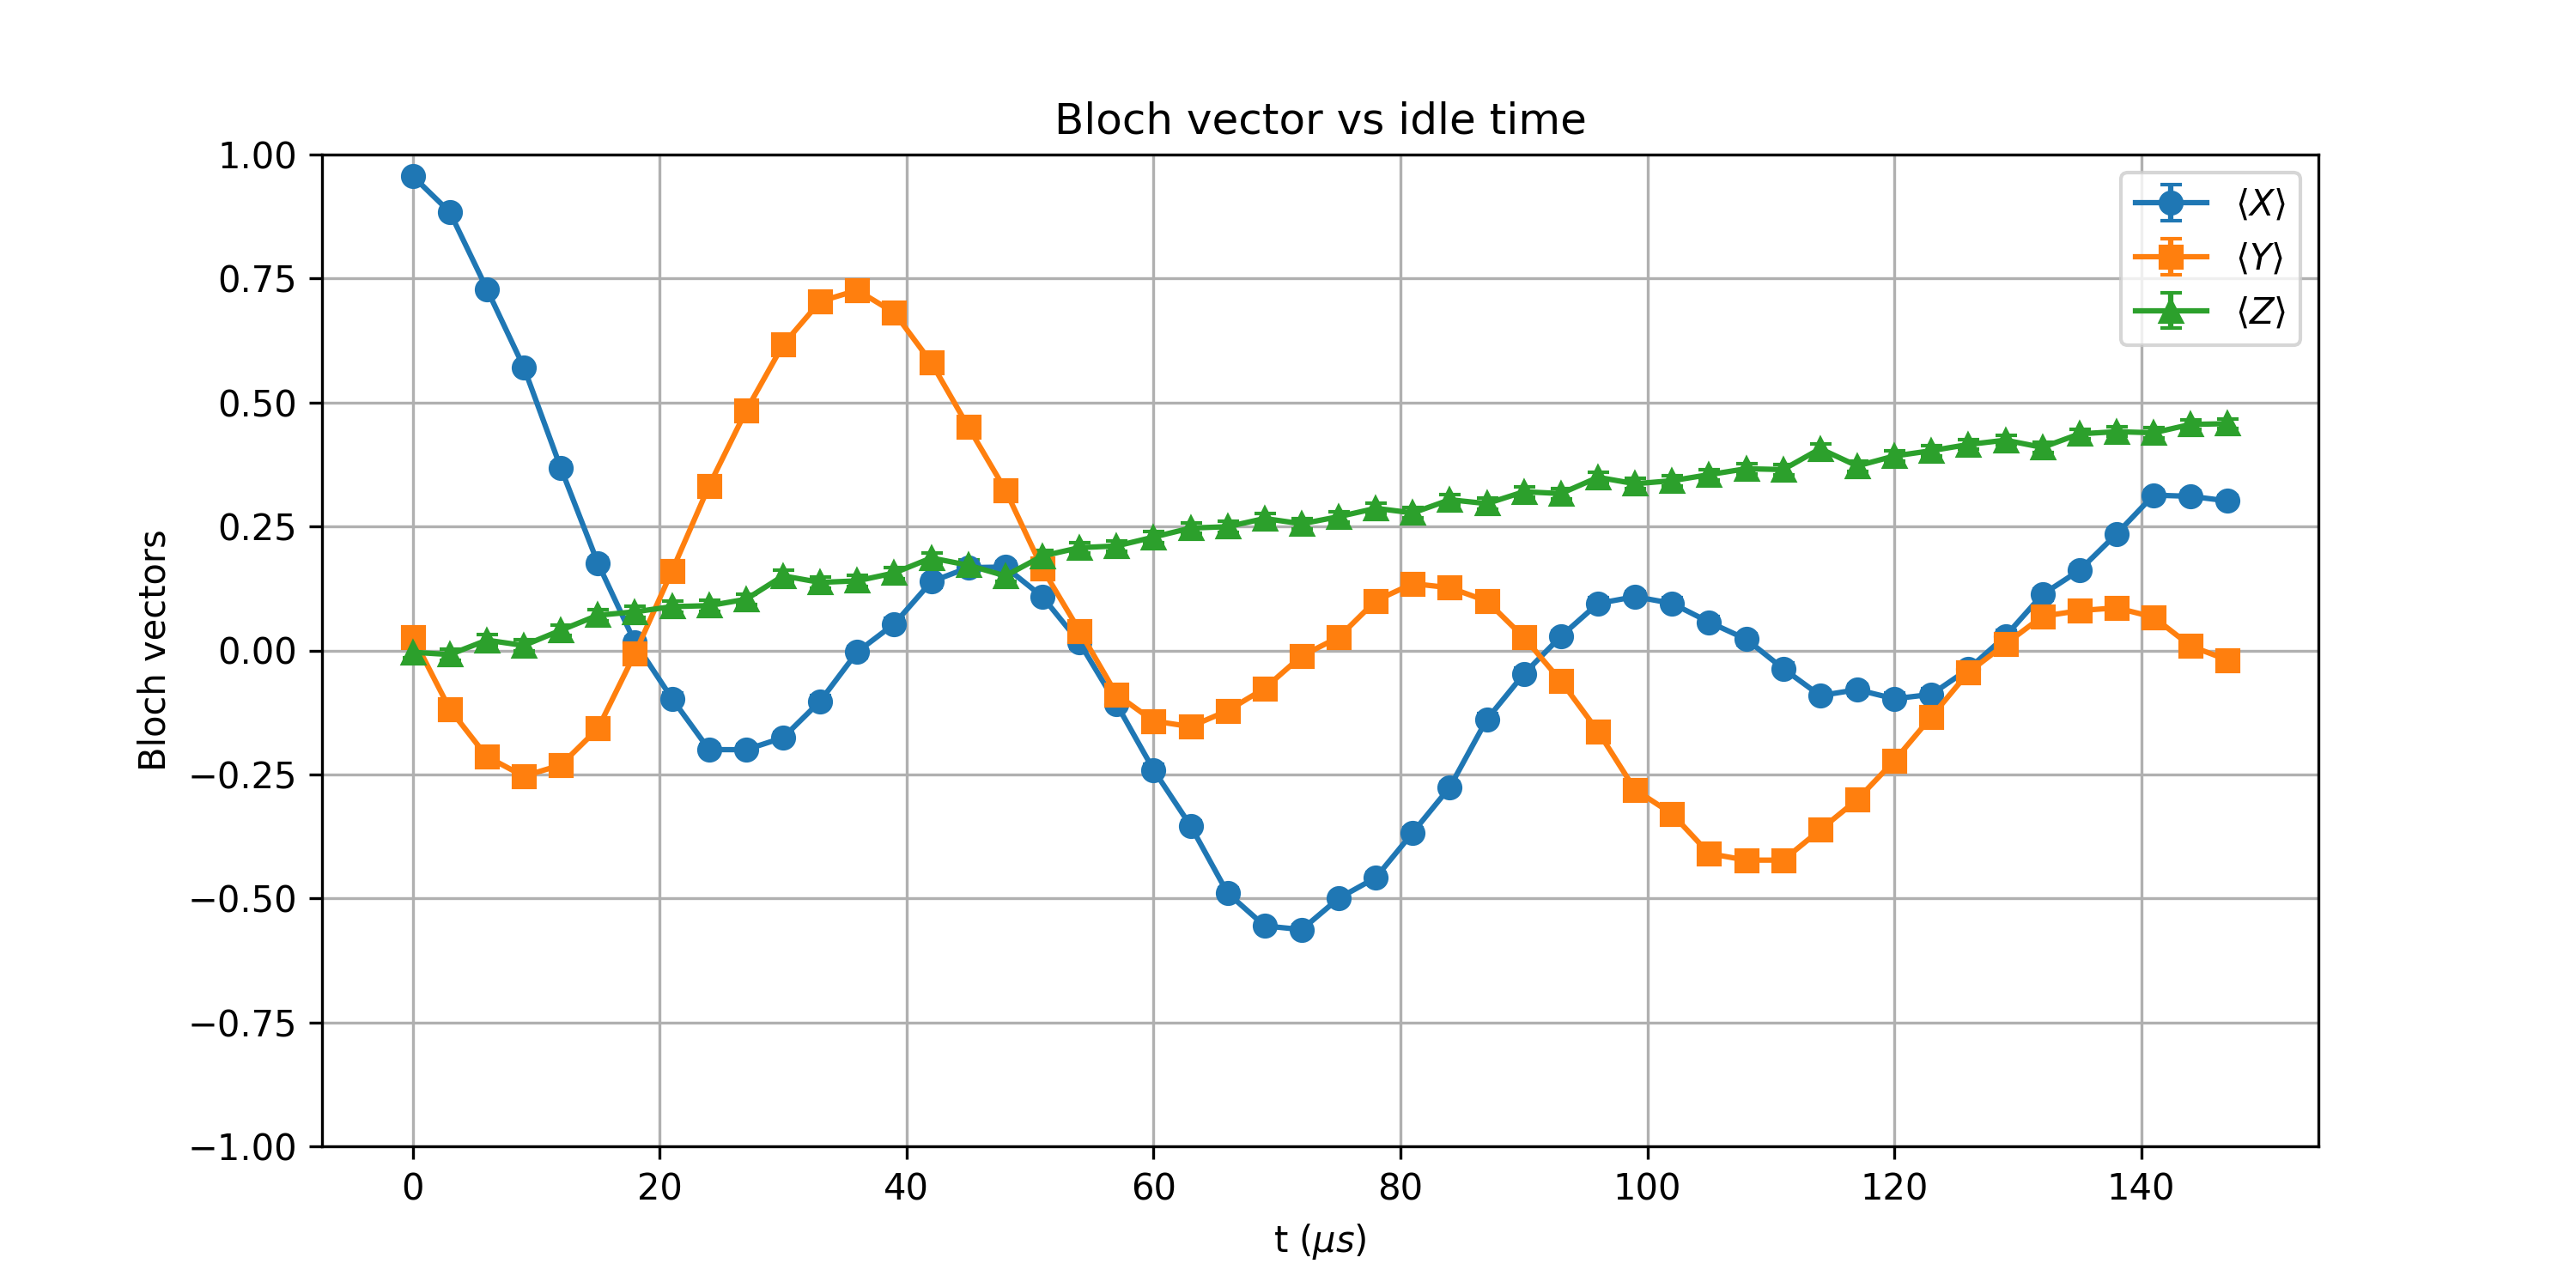 Bloch vector vs idle time
1.00
0.75
0.50
0.25
0.00
−0.25
−0.50
−0.75
−1.00
Bloch vectors
0 20 40 60 80 100 120 140
t (μs)
⟨X⟩
⟨Y⟩
⟨Z⟩